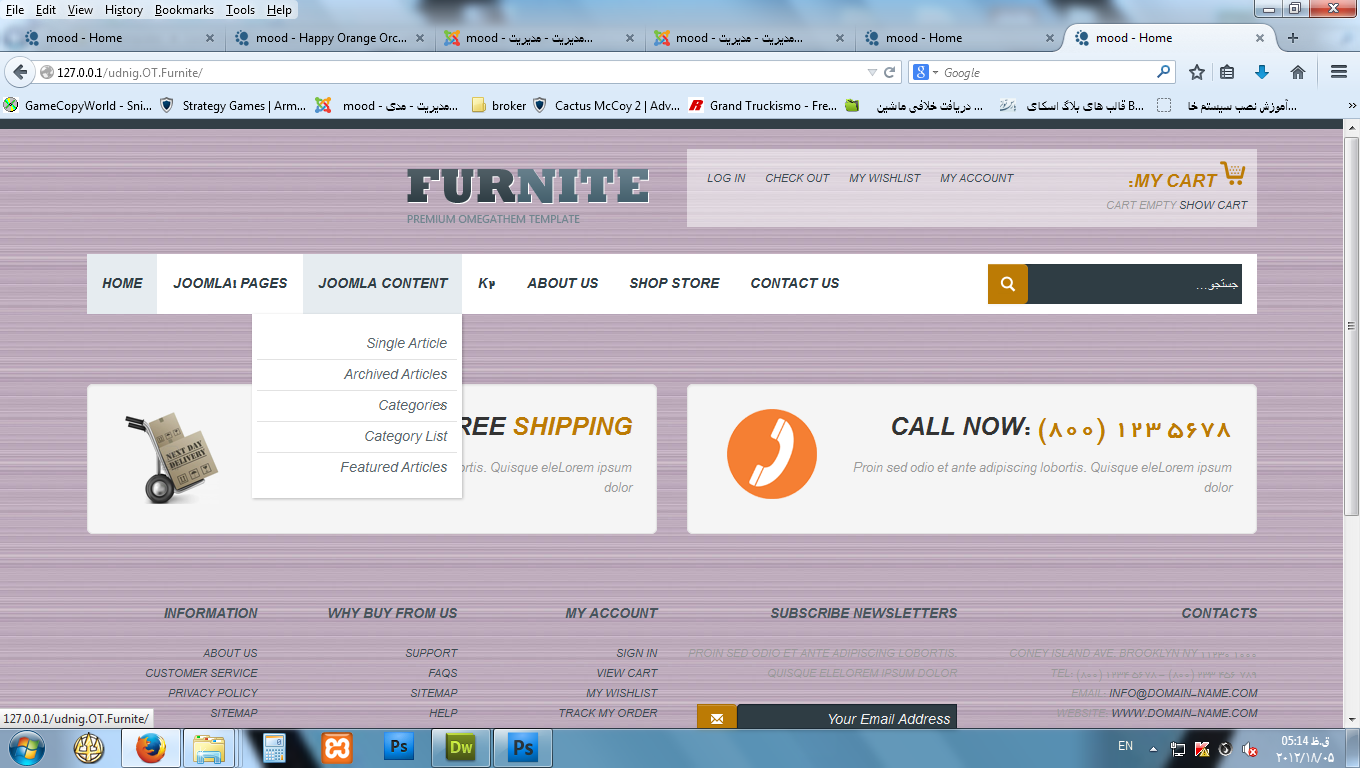 File Edit View History Bookmarks Tools Help
mood - Home
mood - Happy Orange Orc...
mood - مدیریت - مدیریت...
mood - مدیریت - مدیریت...
mood - Home
mood - Home
127.0.0.1/udnig.OT.Furnite/
Google
GameCopyWorld - Sni...
Strategy Games | Arm...
mood - مدیریت - مدی...
broker
Cactus McCoy 2 | Adv...
Grand Truckismo - Fre...
دریافت خلافی ماشین ...
قالب های بلاگ اسکای B...
آموزش نصب سیستم خا...
FURNITE
PREMIUM OMEGATHEM TEMPLATE
LOG IN CHECK OUT MY WISHLIST MY ACCOUNT
:MY CART
CART EMPTY SHOW CART
HOME JOOMLA! PAGES JOOMLA CONTENT K۲ ABOUT US SHOP STORE CONTACT US
جستجو...
Single Article
Archived Articles
Categories
Category List
Featured Articles
REE SHIPPING
ortis. Quisque eleLorem ipsum
dolor
NEXT DAY
DELIVERY
CALL NOW: (۸۰۰) ۱۲۳ ۵۶۷۸
Proin sed odio et ante adipiscing lobortis. Quisque eleLorem ipsum
dolor
INFORMATION
ABOUT US
CUSTOMER SERVICE
PRIVACY POLICY
SITEMAP
WHY BUY FROM US
SUPPORT
FAQS
SITEMAP
HELP
MY ACCOUNT
SIGN IN
VIEW CART
MY WISHLIST
TRACK MY ORDER
SUBSCRIBE NEWSLETTERS
PROIN SED ODIO ET ANTE ADIPISCING LOBORTIS.
QUISQUE ELELOREM IPSUM DOLOR
Your Email Address
CONTACTS
CONEY ISLAND AVE, BROOKLYN NY
TEL: (۸۰۰) ۱۲۳۴ ۵۶۷۸ - (۸۰۰) ۲۳۴ ۴۵۶ ۷۸۹
EMAIL: INFO@DOMAIN-NAME.COM
WEBSITE: WWW.DOMAIN-NAME.COM
127.0.0.1/udnig.OT.Furnite/
Ps
Dw
Ps
EN
05:14 ق.ظ
۲۰۱۲/۱۸/۰۵